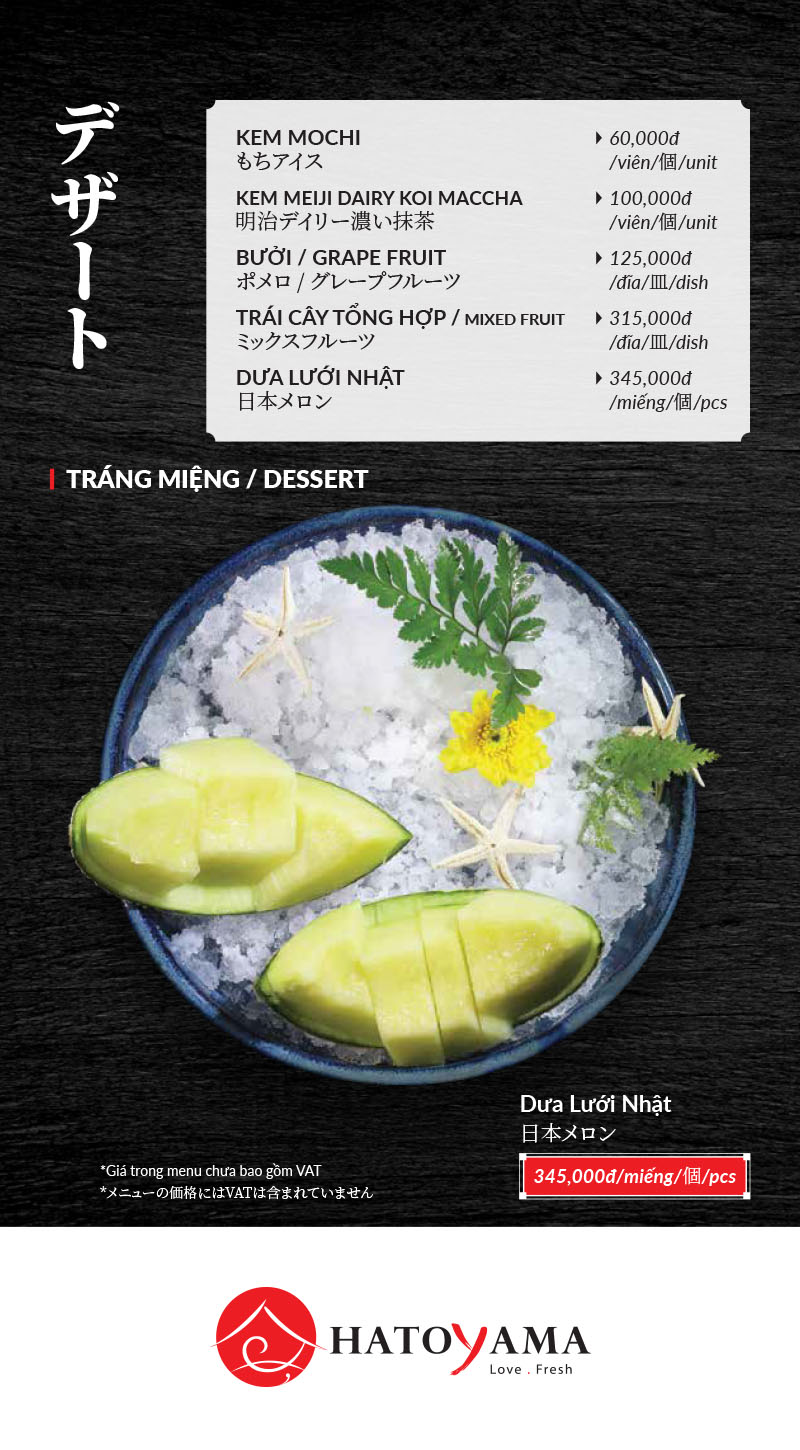 デザート
KEM MOCHI
もちアイス
60,000đ
/viên/個/unit
KEM MEIJI DAIRY KOI MACCHA
明治デイリー濃い抹茶
100,000đ
/viên/個/unit
BƯỞI / GRAPE FRUIT
ポメロ / グレープフルーツ
125,000đ
/đĩa/皿/dish
TRÁI CÂY TỔNG HỢP / MIXED FRUIT
ミックスフルーツ
315,000đ
/đĩa/皿/dish
DƯA LƯỚI NHẬT
日本メロン
345,000đ
/miếng/個/pcs
TRÁNG MIỆNG / DESSERT
Dưa Lưới Nhật
日本メロン
345,000đ/miếng/個/pcs
*Giá trong menu chưa bao gồm VAT
*メニューの価格にはVATは含まれていません
HATOYAMA
Love . Fresh